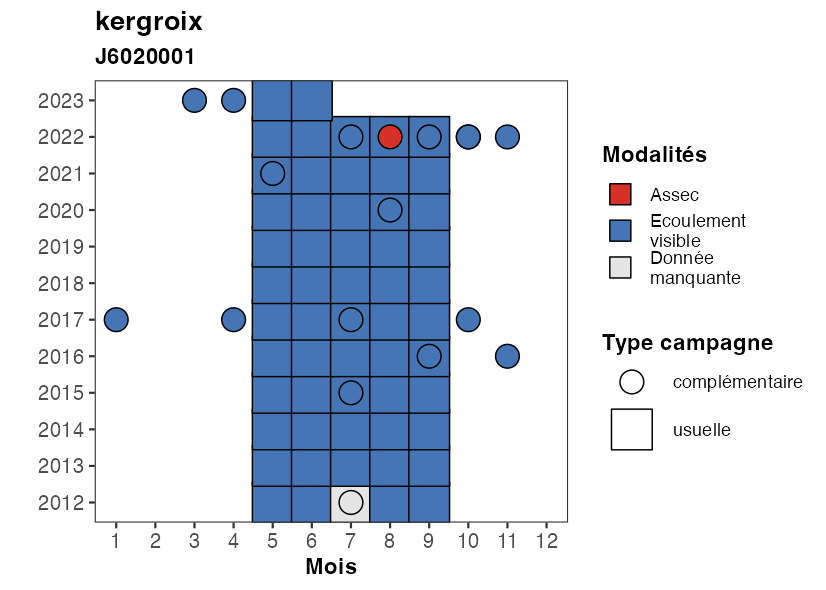 kergroix
J6020001
2023
2022
2021
2020
2019
2018
2017
2016
2015
2014
2013
2012
1 2 3 4 5 6 7 8 9 10 11 12
Mois
Modalités
Assec
Ecoulement
visible
Donnée
manquante
Type campagne
complémentaire
usuelle